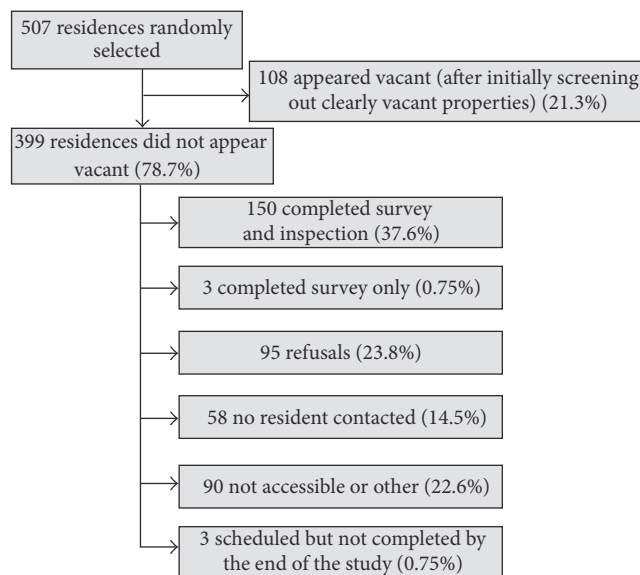 507 residences randomly
selected
108 appeared vacant (after initially screening
out clearly vacant properties) (21.3%)
399 residences did not appear
vacant (78.7%)
150 completed survey
and inspection (37.6%)
3 completed survey only (0.75%)
95 refusals (23.8%)
58 no resident contacted (14.5%)
90 not accessible or other (22.6%)
3 scheduled but not completed by
the end of the study (0.75%)